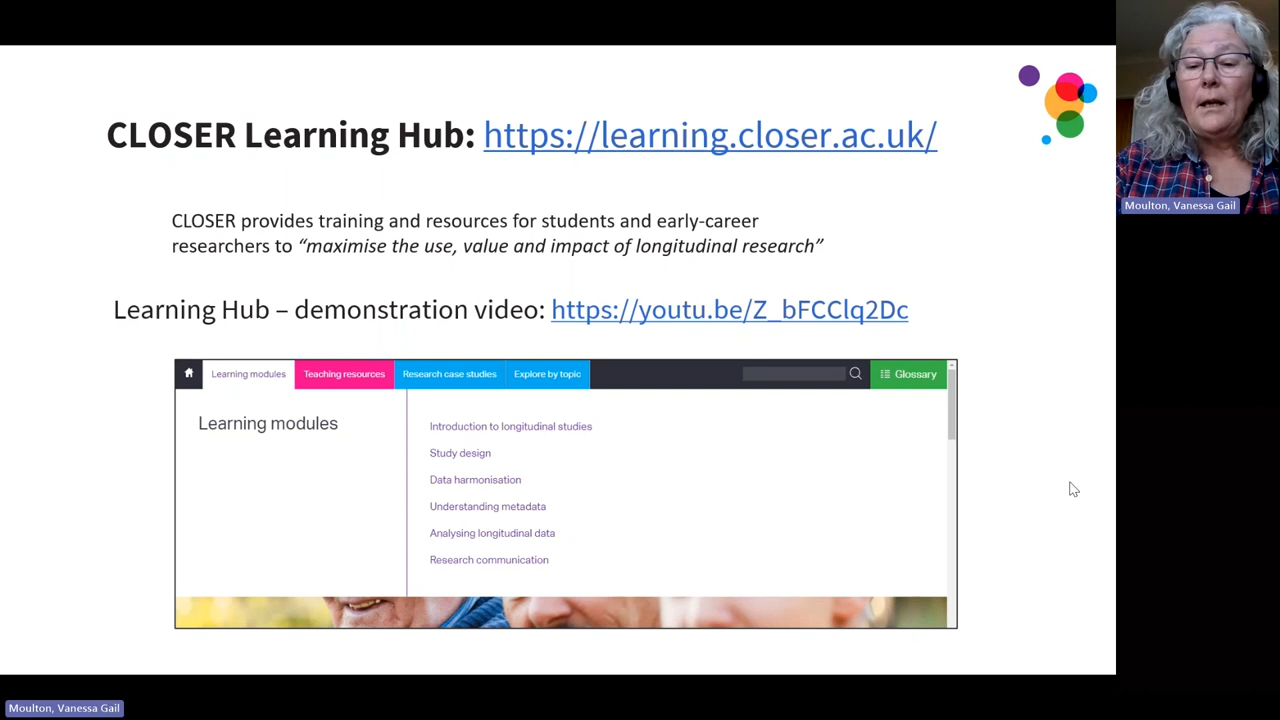 CLOSER Learning Hub: https://learning.closer.ac.uk/
CLOSER provides training and resources for students and early-career
researchers to “maximise the use, value and impact of longitudinal research”
Learning Hub – demonstration video: https://youtu.be/Z_bFCClq2Dc
Learning modules Teaching resources Research case studies Explore by topic Glossary
Learning modules
Introduction to longitudinal studies
Study design
Data harmonisation
Understanding metadata
Analysing longitudinal data
Research communication
Moulton, Vanessa Gail
Moulton, Vanessa Gail